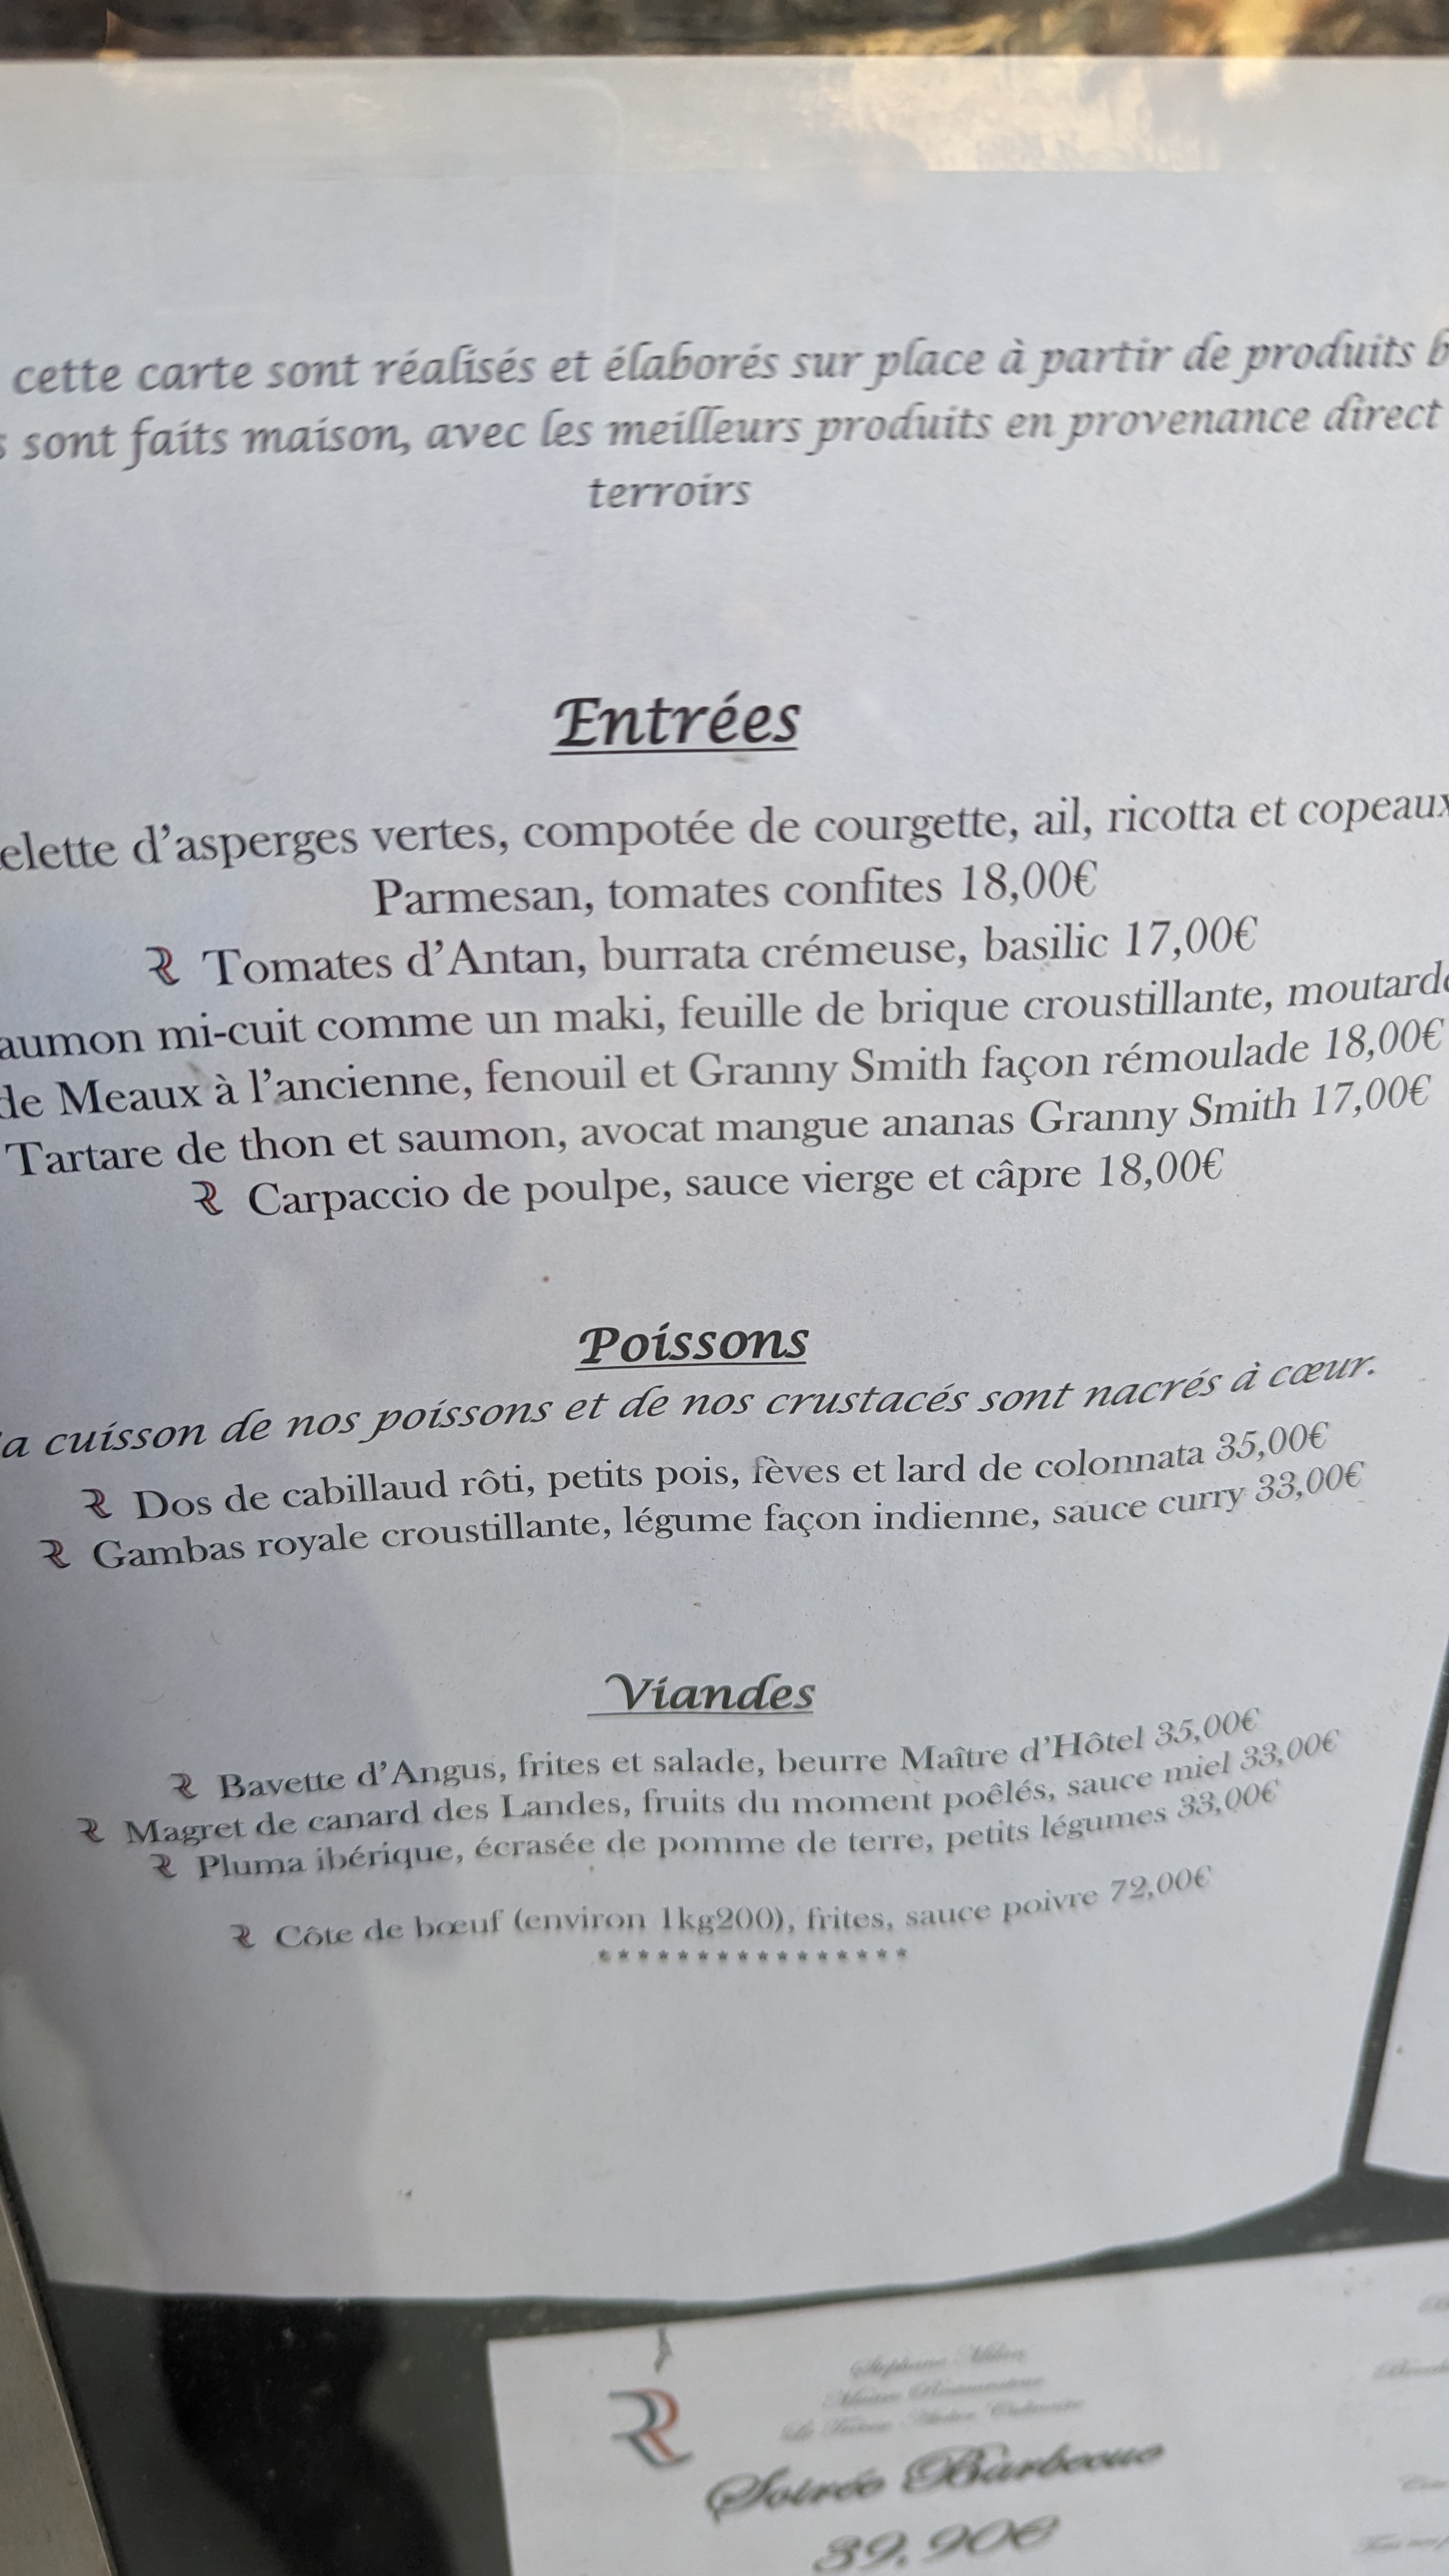 cette carte sont réalisés et élaborés sur place à partir de produits b
s sont faits maison, avec les meilleurs produits en provenance direct
terroirs
Entrées
elette d'asperges vertes, compotée de courgette, ail, ricotta et copeaux
Parmesan, tomates confites 18,00€
R Tomates d'Antan, burrata crémeuse, basilic 17,00€
aumon mi-cuit comme un maki, feuille de brique croustillante, moutarde
de Meaux à l'ancienne, fenouil et Granny Smith façon rémoulade 18,00€
Tartare de thon et saumon, avocat mangue ananas Granny Smith 17,00€
R Carpaccio de poulpe, sauce vierge et câpre 18,00€
Poissons
a cuisson de nos poissons et de nos crustacés sont nacrés à cœur.
R Dos de cabillaud rôti, petits pois, fèves et lard de colonnata 35,00€
R Gambas royale croustillante, légume façon indienne, sauce curry 33,00€
Viandes
R Bavette d'Angus, frites et salade, beurre Maître d'Hôtel 35,00€
R Magret de canard des Landes, fruits du moment poêlés, sauce miel 33,00€
R Pluma ibérique, écrasée de pomme de terre, petits légumes 33,00€
R Côte de bœuf (environ 1kg200), frites, sauce poivre 72,00€
****************
R
Soirée Barbecue
39.90€